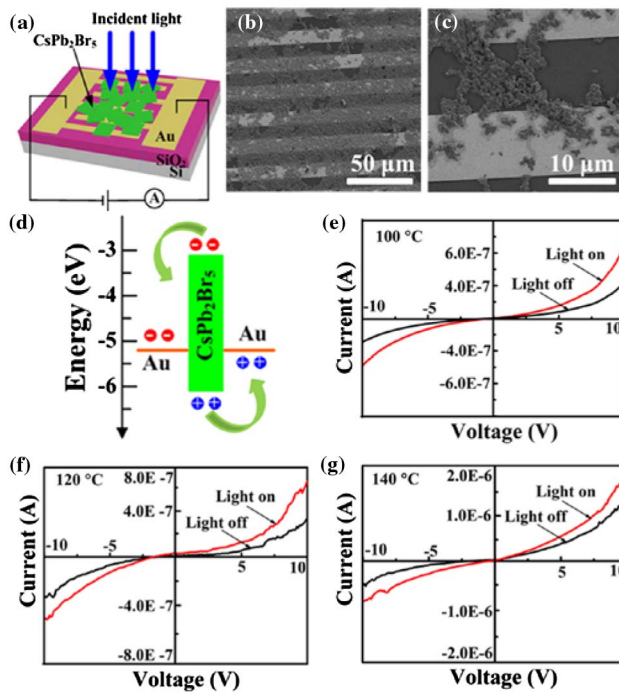 (a)
Incident light
CsPb2Br5
Au
SiO2
Si
A
(b)
50 µm
(c)
10 µm
(d)
Energy (eV)
-3
-4
-5
-6
Au
CsPb2Br5
Au
(e)
100 °C
Light on
Light off
6.0E-7
4.0E-7
-4.0E-7
-6.0E-7
-10
-5
5
10
Current (A)
Voltage (V)
(f)
120 °C
8.0E -7
4.0E -7
-4.0E -7
-8.0E -7
Light on
Light off
-10
-5
5
10
Current (A)
Voltage (V)
(g)
140 °C
2.0E-6
1.0E-6
-1.0E-6
-2.0E-6
Light on
Light off
-10
-5
5
10
Current (A)
Voltage (V)